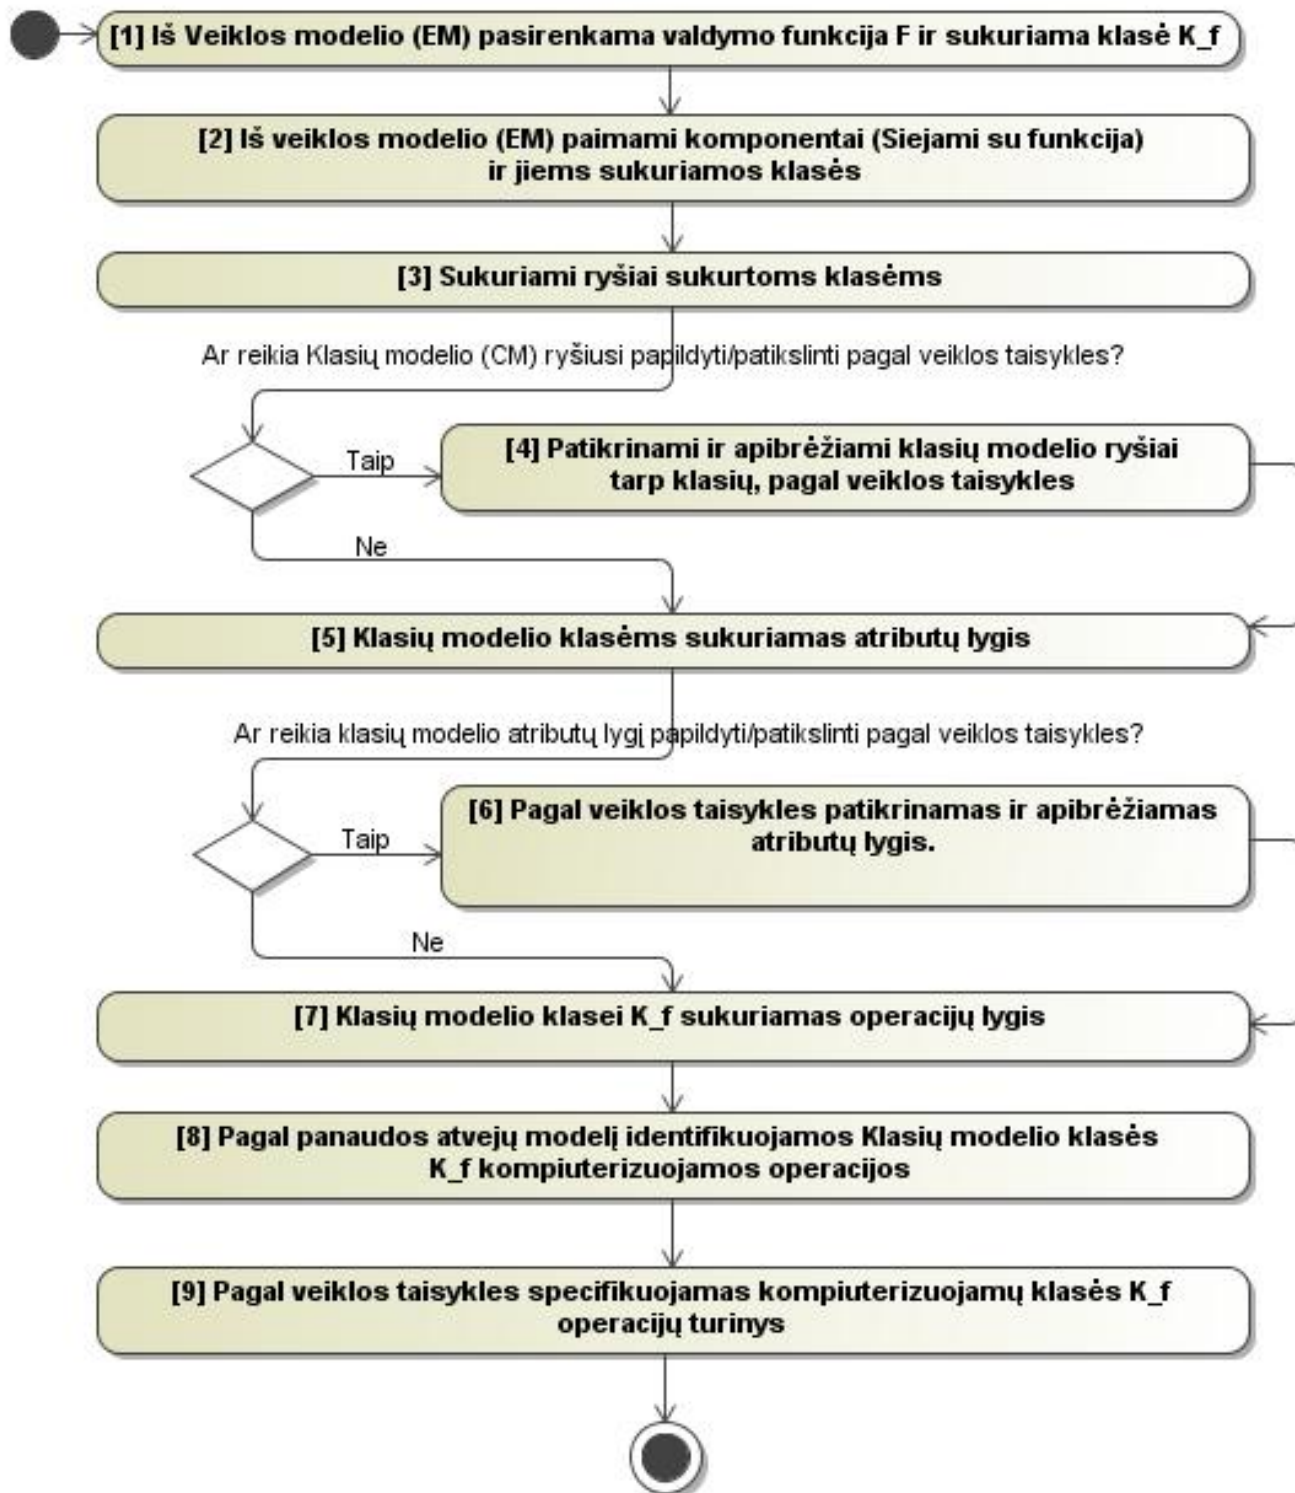 [1] Iš Veiklos modelio (EM) pasirenkama valdymo funkcija F ir sukuriama klasė K_f
[2] Iš veiklos modelio (EM) paimami komponentai (Siejami su funkcija)
ir jiems sukuriamos klasės
[3] Sukuriami ryšiai sukurtoms klasėms
Ar reikia Klasių modelio (CM) ryšiusi papildyti/patikslinti pagal veiklos taisykles?
Taip
[4] Patikrinami ir apibrėžiami klasių modelio ryšiai
tarp klasių, pagal veiklos taisykles
Ne
[5] Klasių modelio klasėms sukuriamas atributų lygis
Ar reikia klasių modelio atributų lygį papildyti/patikslinti pagal veiklos taisykles?
Taip
[6] Pagal veiklos taisykles patikrinamas ir apibrėžiamas
atributų lygis.
Ne
[7] Klasių modelio klasei K_f sukuriamas operacijų lygis
[8] Pagal panaudos atvejų modelį identifikuojamos Klasių modelio klasės
K_f kompiuterizuojamos operacijos
[9] Pagal veiklos taisykles specifikuojamas kompiuterizuojamų klasės K_f
operacijų turinys